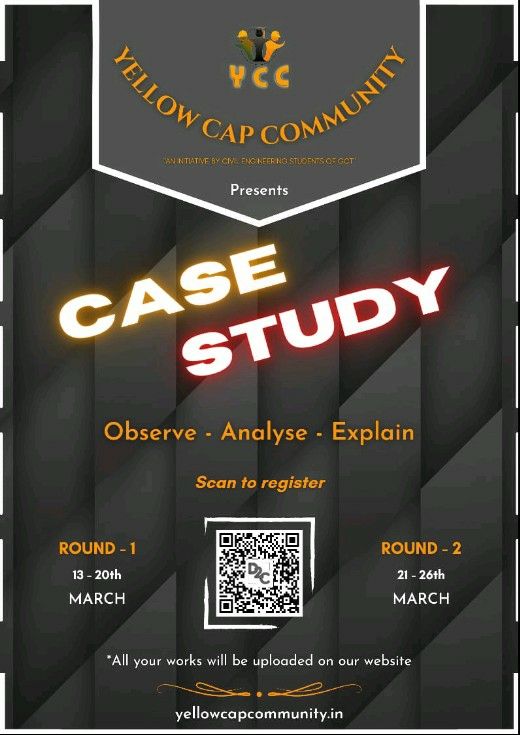 YCC
YELLOW CAP COMMUNITY
"AN INTIATIVE BY CIVIL ENGINEERING STUDENTS OF GCT"
Presents
CASE
STUDY
Observe - Analyse - Explain
Scan to register
ROUND - 1
13 - 20th
MARCH
D2C
ROUND - 2
21 - 26th
MARCH
*All your works will be uploaded on our website
yellowcapcommunity.in